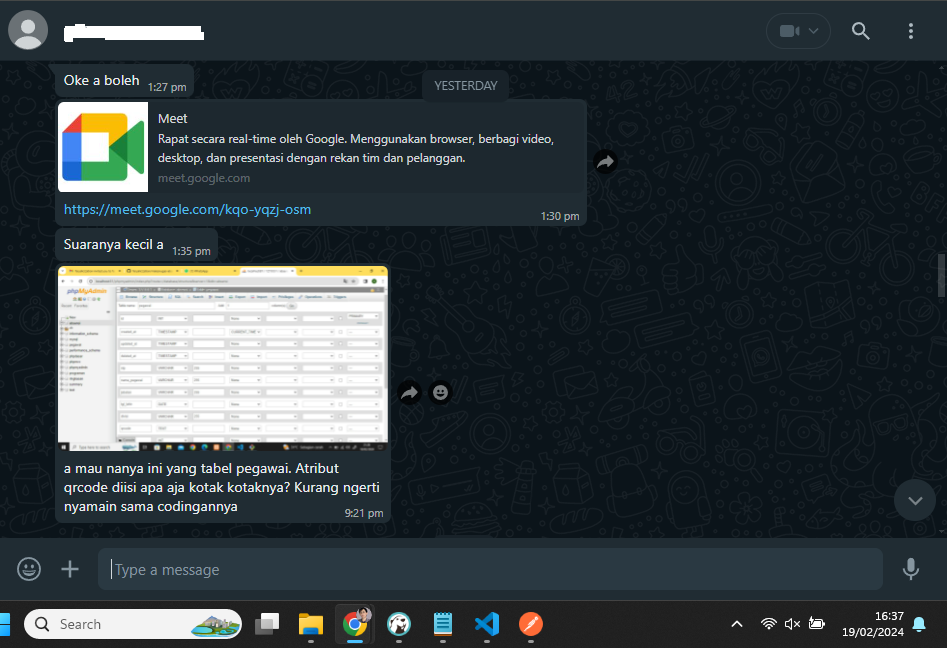 Oke a boleh
1:27 pm
YESTERDAY
Meet
Rapat secara real-time oleh Google. Menggunakan browser, berbagi video,
desktop, dan presentasi dengan rekan tim dan pelanggan.
meet.google.com
https://meet.google.com/kqo-yqzj-osm
1:30 pm
Suaranya kecil a
1:35 pm
phpMyAdmin
a mau nanya ini yang tabel pegawai. Atribut
qrcode diisi apa aja kotak kotaknya? Kurang ngerti
nyamain sama codingannya
9:21 pm
Type a message
Search
16:37
19/02/2024